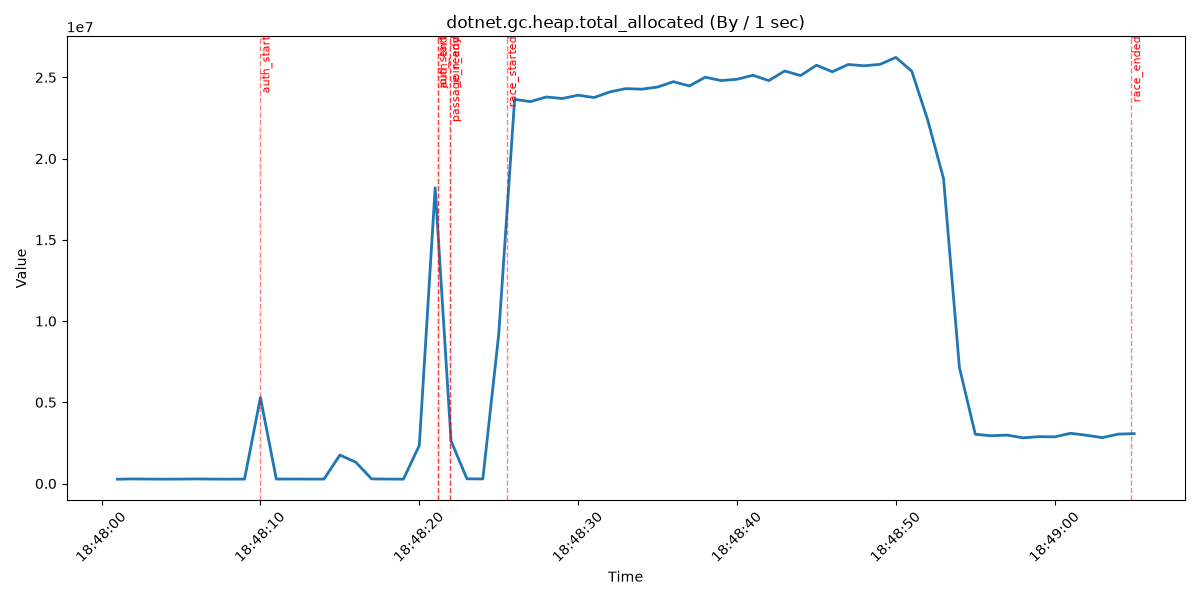 dotnet.gc.heap.total_allocated (By / 1 sec)
1e7
2.5
2.0
1.5
1.0
0.5
0.0
Value
auth_start
passage_ready
race_started
race_ended
18:48:00
18:48:10
18:48:20
18:48:30
18:48:40
18:48:50
18:49:00
Time